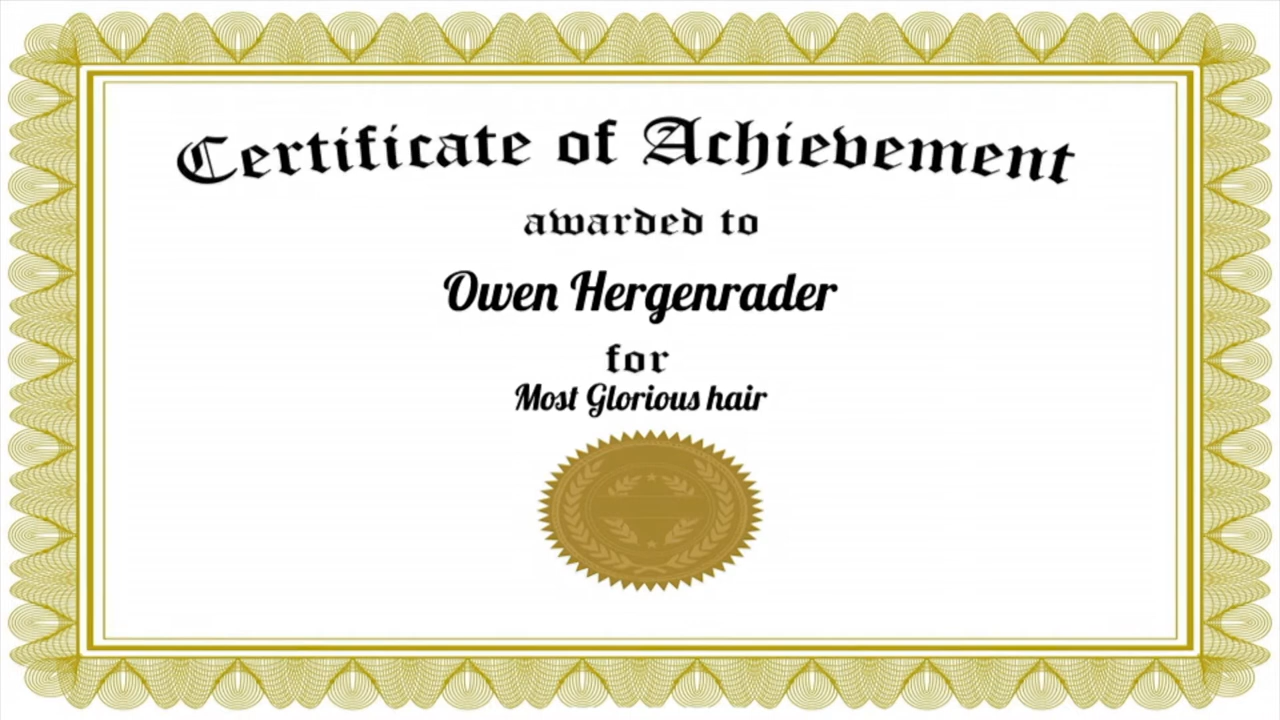 Certificate of Achievement
awarded to
Owen Hergenrader
for
Most Glorious hair